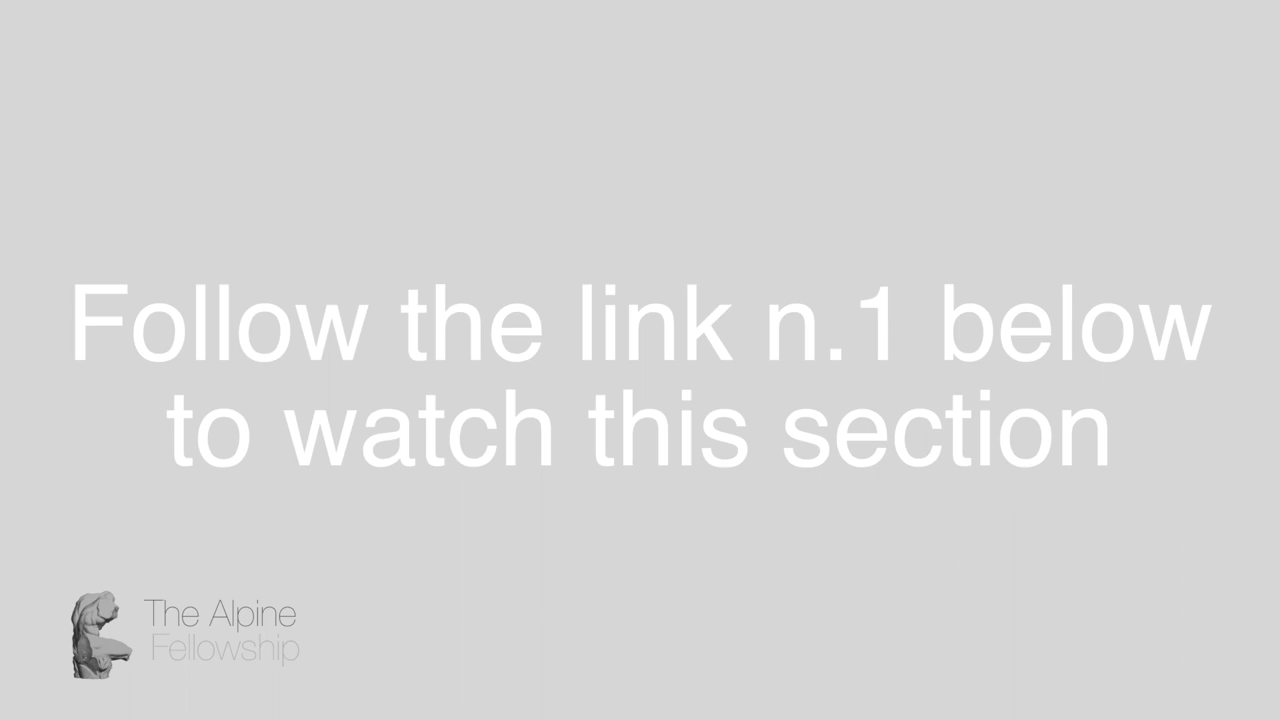 Follow the link n.1 below
to watch this section
The Alpine
Fellowship